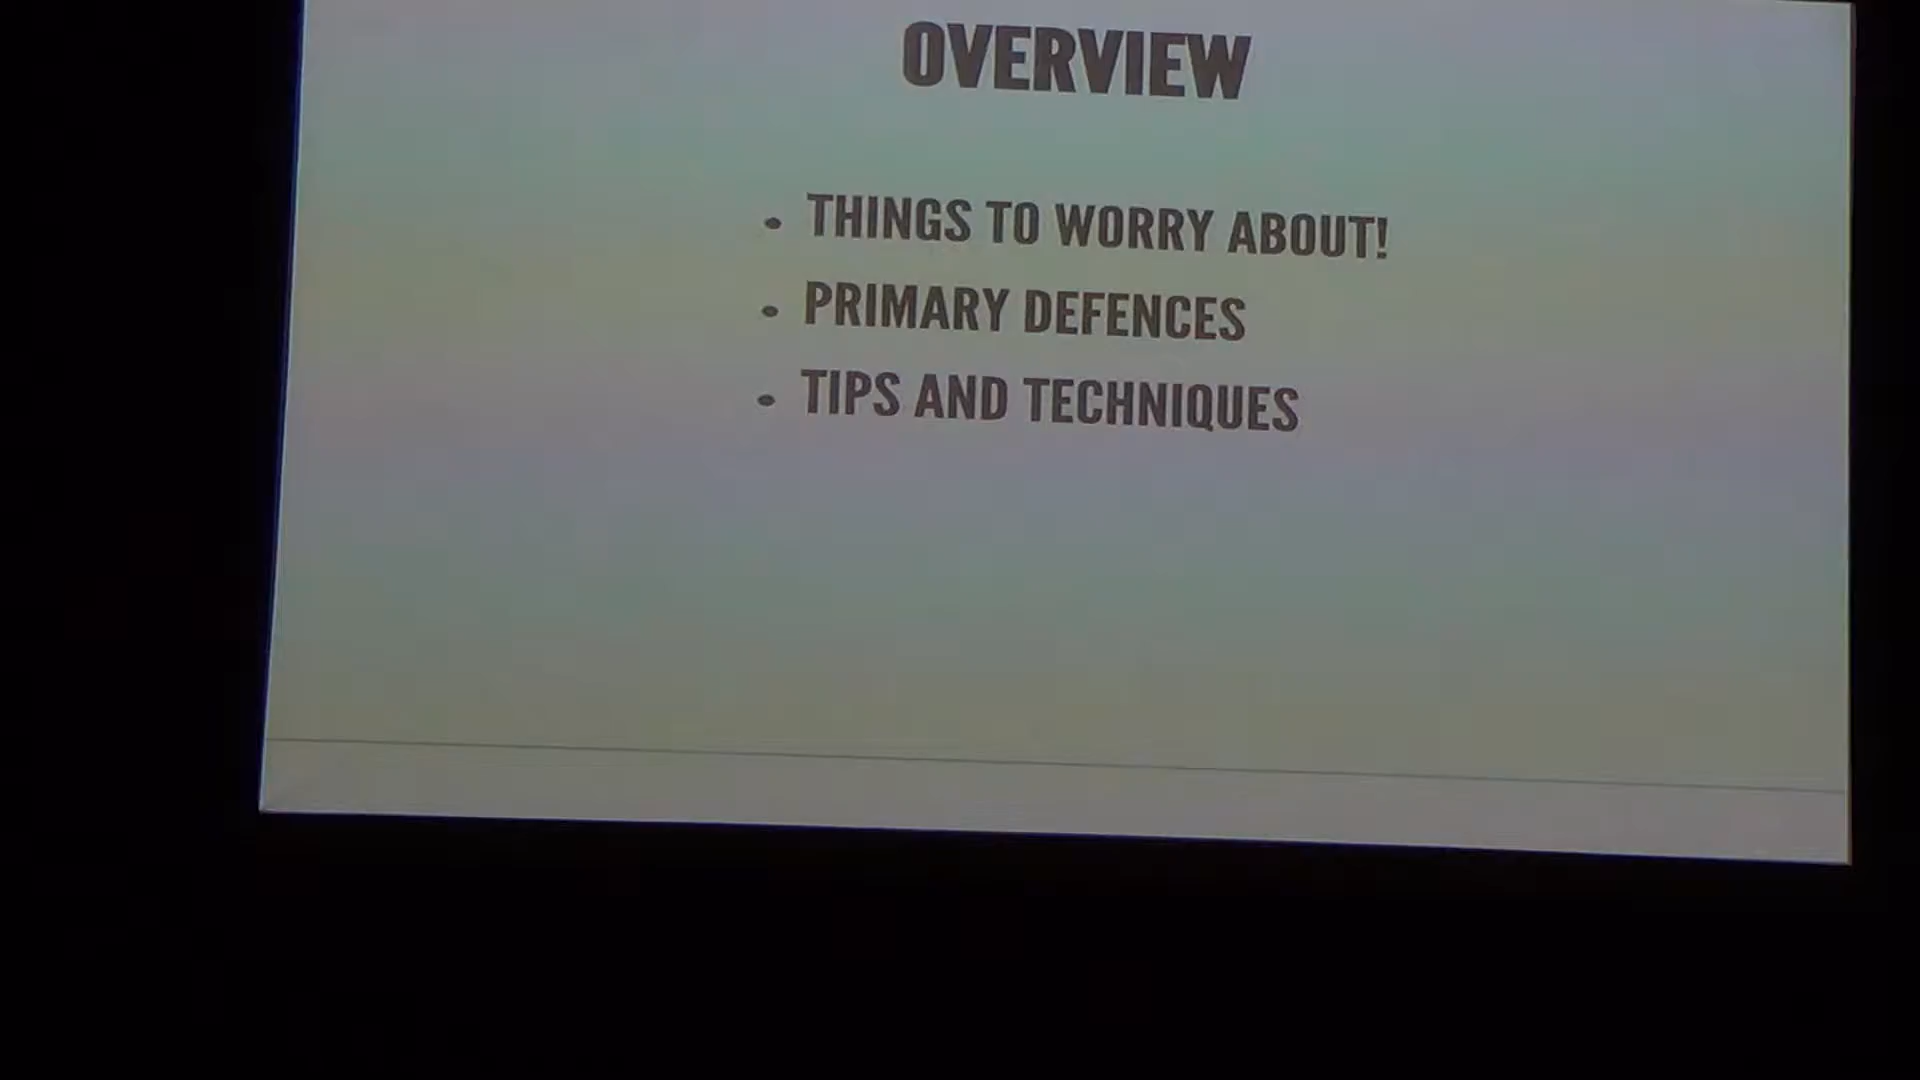 OVERVIEW
• THINGS TO WORRY ABOUT!
• PRIMARY DEFENCES
• TIPS AND TECHNIQUES